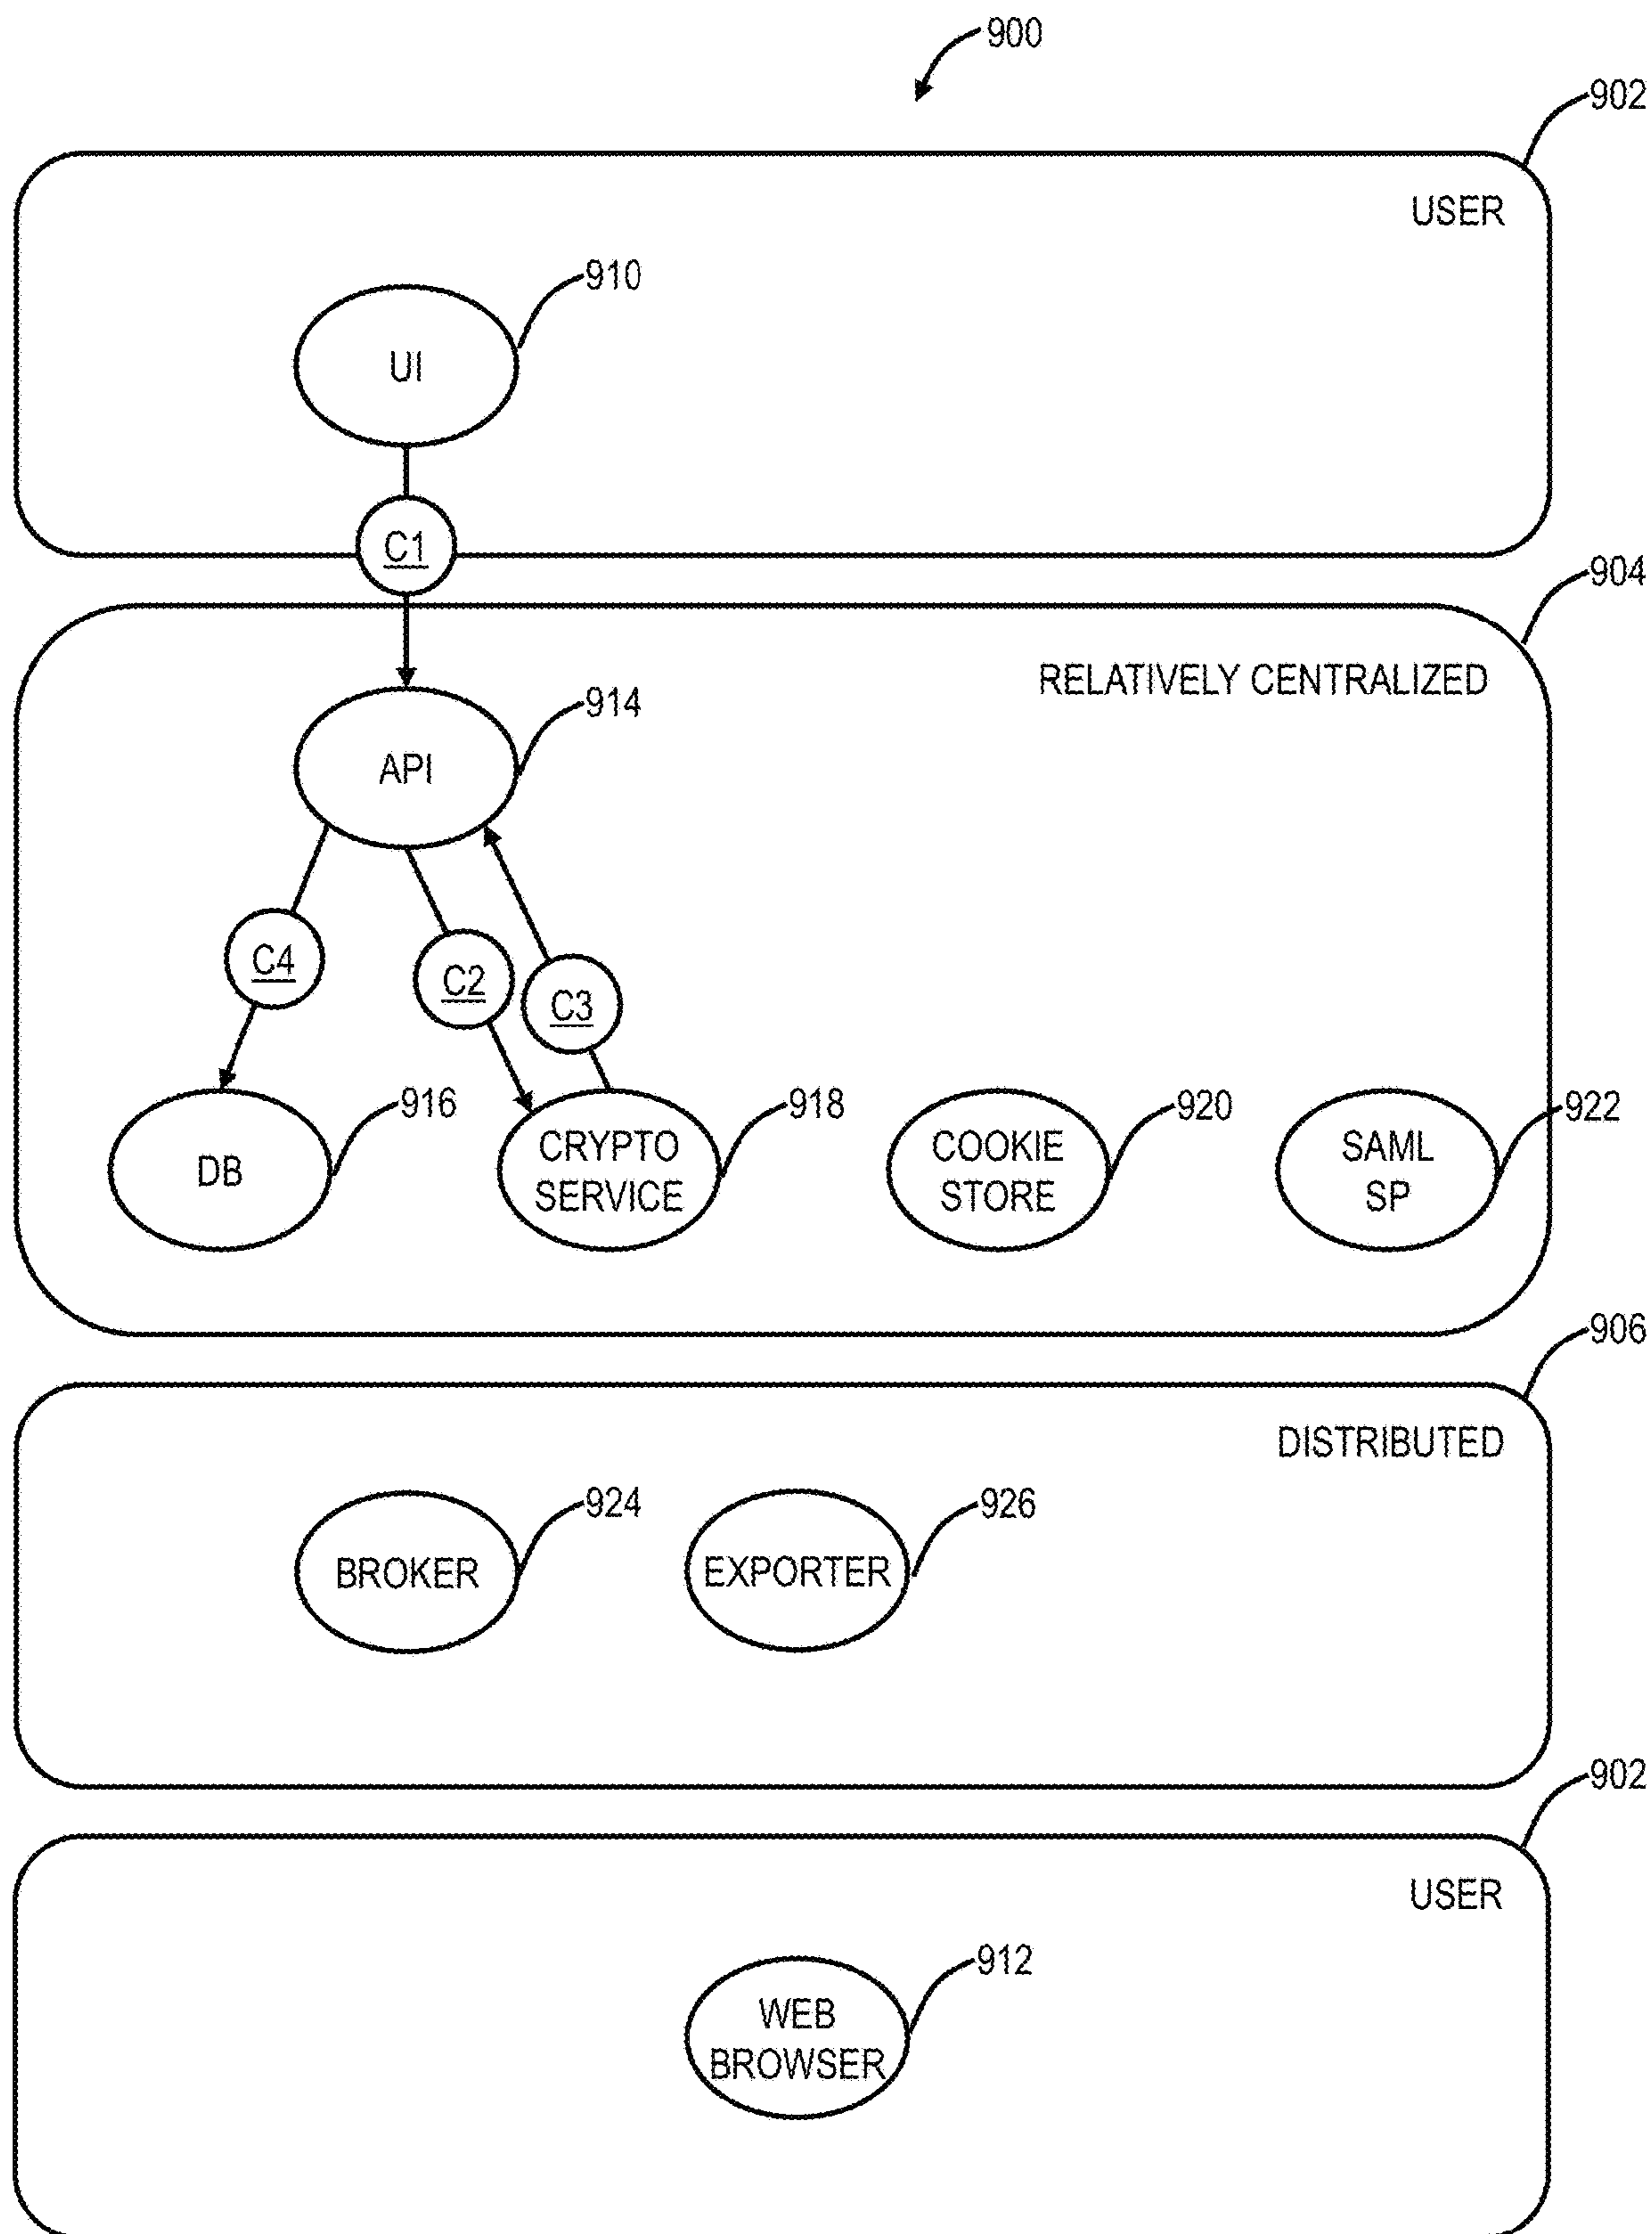 900
902
USER
910
UI
C1
904
RELATIVELY CENTRALIZED
914
API
C4
C2
C3
916
918
920
922
DB
CRYPTO
SERVICE
COOKIE
STORE
SAML
SP
906
DISTRIBUTED
924
926
BROKER
EXPORTER
902
USER
912
WEB
BROWSER